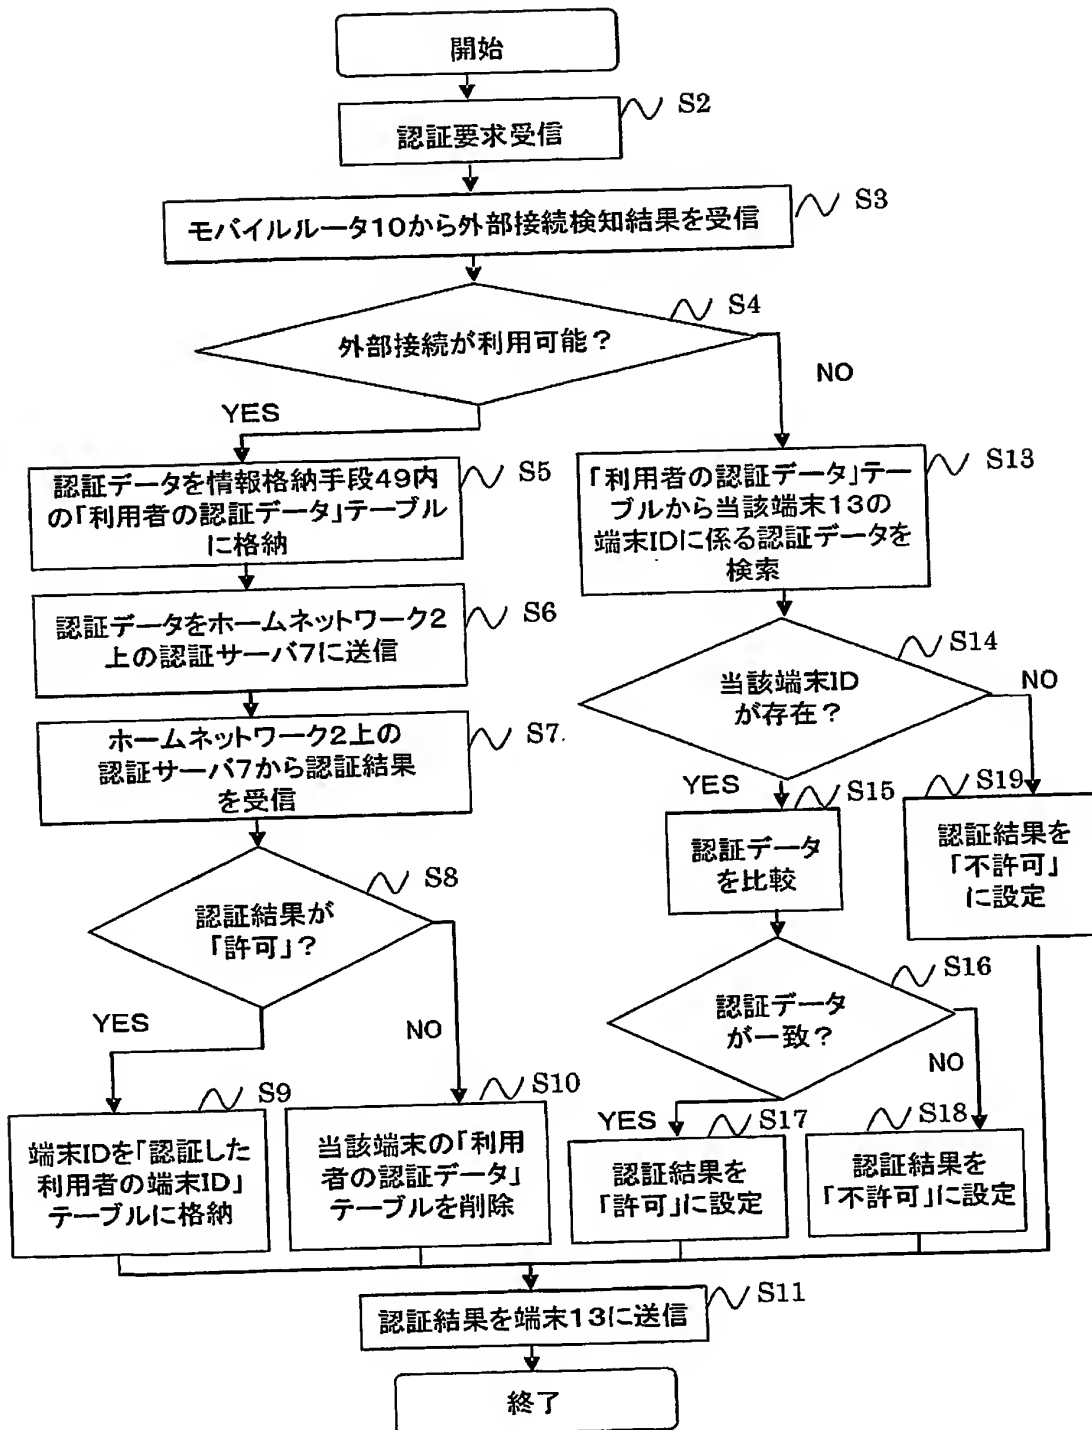 開始
認証要求受信
S2
モバイルルータ10から外部接続検知結果を受信
S3
外部接続が利用可能？
S4
YES
NO
認証データを情報格納手段49内
の「利用者の認証データ」テーブル
に格納
S5
認証データをホームネットワーク2
上の認証サーバ7に送信
S6
ホームネットワーク2上の
認証サーバ7から認証結果
を受信
S7
認証結果が
「許可」？
S8
YES
NO
端末IDを「認証した
利用者の端末ID」
テーブルに格納
S9
当該端末の「利用
者の認証データ」
テーブルを削除
S10
「利用者の認証データ」テー
ブルから当該端末13の
端末IDに係る認証データを
検索
S13
当該端末ID
が存在？
S14
YES
NO
認証データ
を比較
S15
認証結果を
「不許可」
に設定
S19
認証データ
が一致？
S16
YES
NO
認証結果を
「許可」に設定
S17
認証結果を
「不許可」に設定
S18
認証結果を端末13に送信
S11
終了